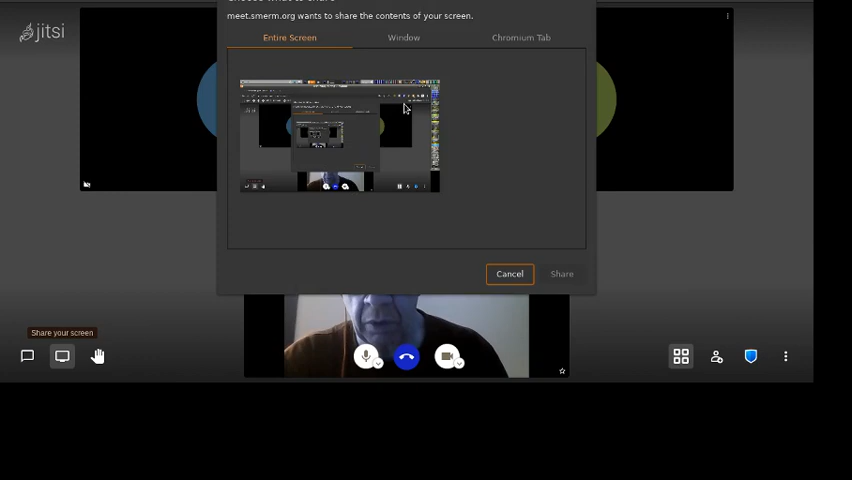 meet.smerm.org wants to share the contents of your screen.
jitsi
Entire Screen
Window
Chromium Tab
Cancel
Share
Share your screen